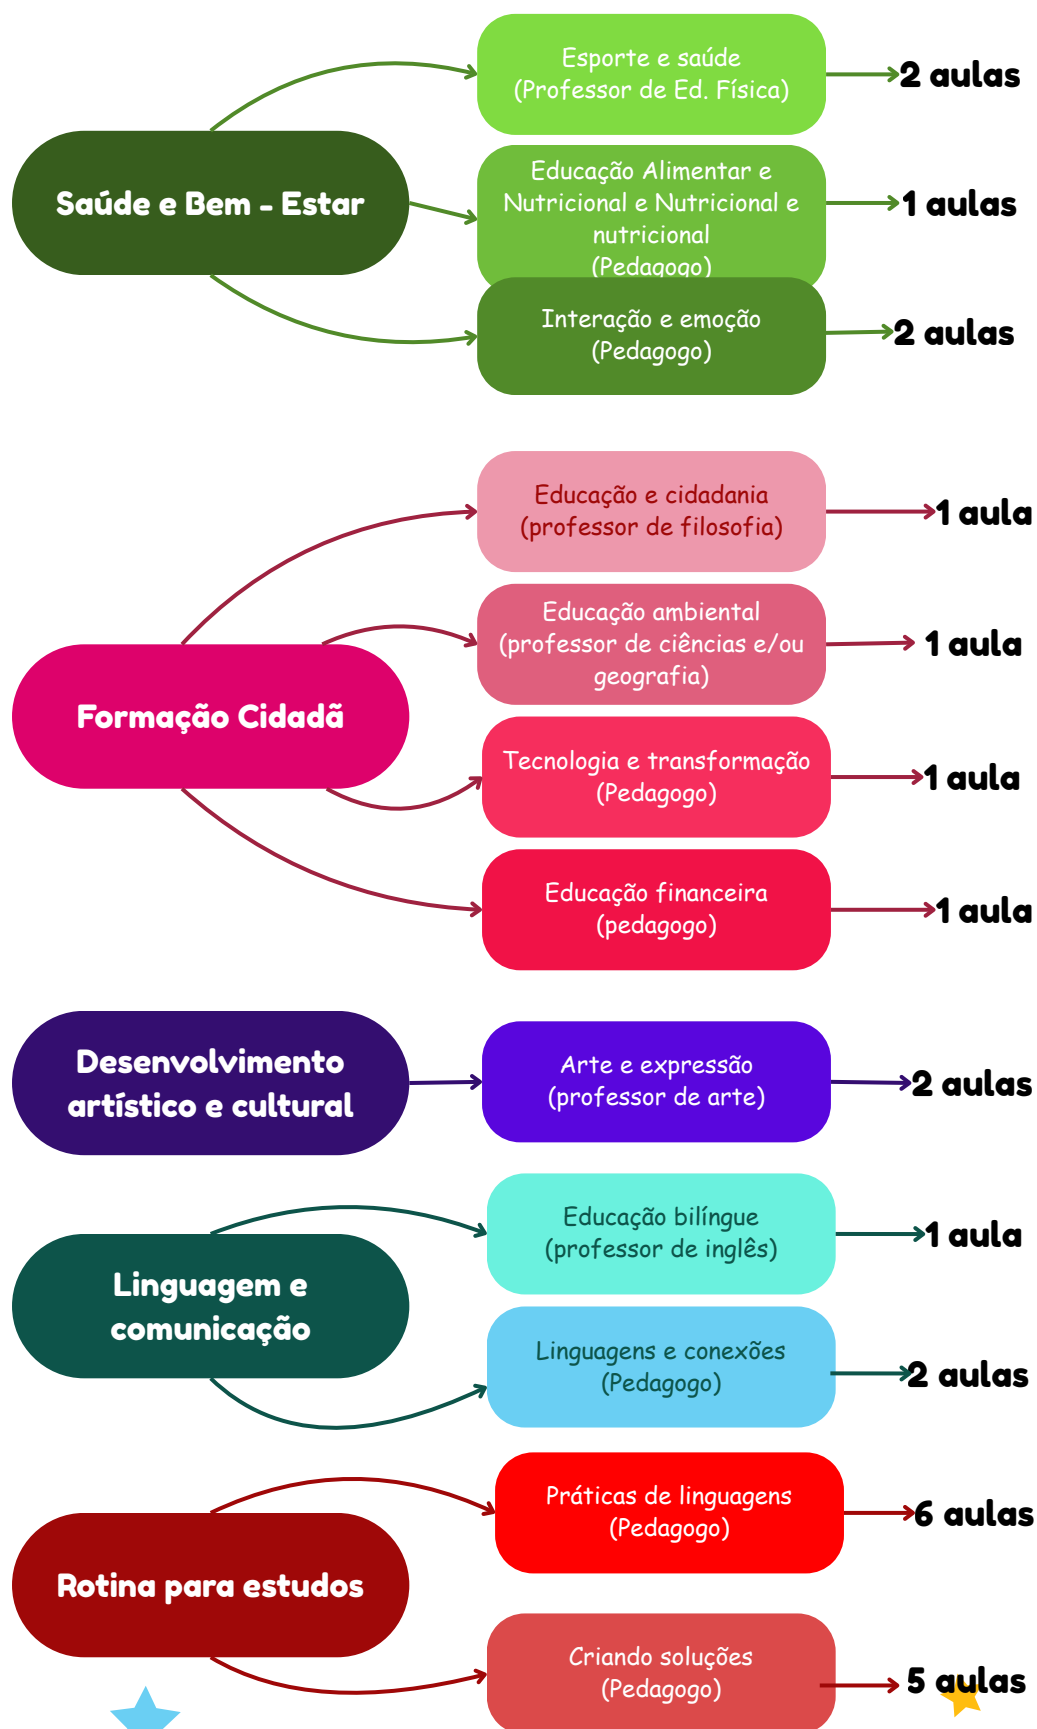 Esporte e saúde
(Professor de Ed. Física)
2 aulas
Saúde e Bem - Estar
Educação Alimentar e
Nutricional e Nutricional e
nutricional
(Pedagogo)
1 aulas
Interação e emoção
(Pedagogo)
2 aulas
Educação e cidadania
(professor de filosofia)
1 aula
Educação ambiental
(professor de ciências e/ou
geografia)
1 aula
Formação Cidadã
Tecnologia e transformação
(Pedagogo)
1 aula
Educação financeira
(pedagogo)
1 aula
Desenvolvimento
artístico e cultural
Arte e expressão
(professor de arte)
2 aulas
Educação bilíngue
(professor de inglês)
1 aula
Linguagem e
comunicação
Linguagens e conexões
(Pedagogo)
2 aulas
Práticas de linguagens
(Pedagogo)
6 aulas
Rotina para estudos
Criando soluções
(Pedagogo)
5 aulas